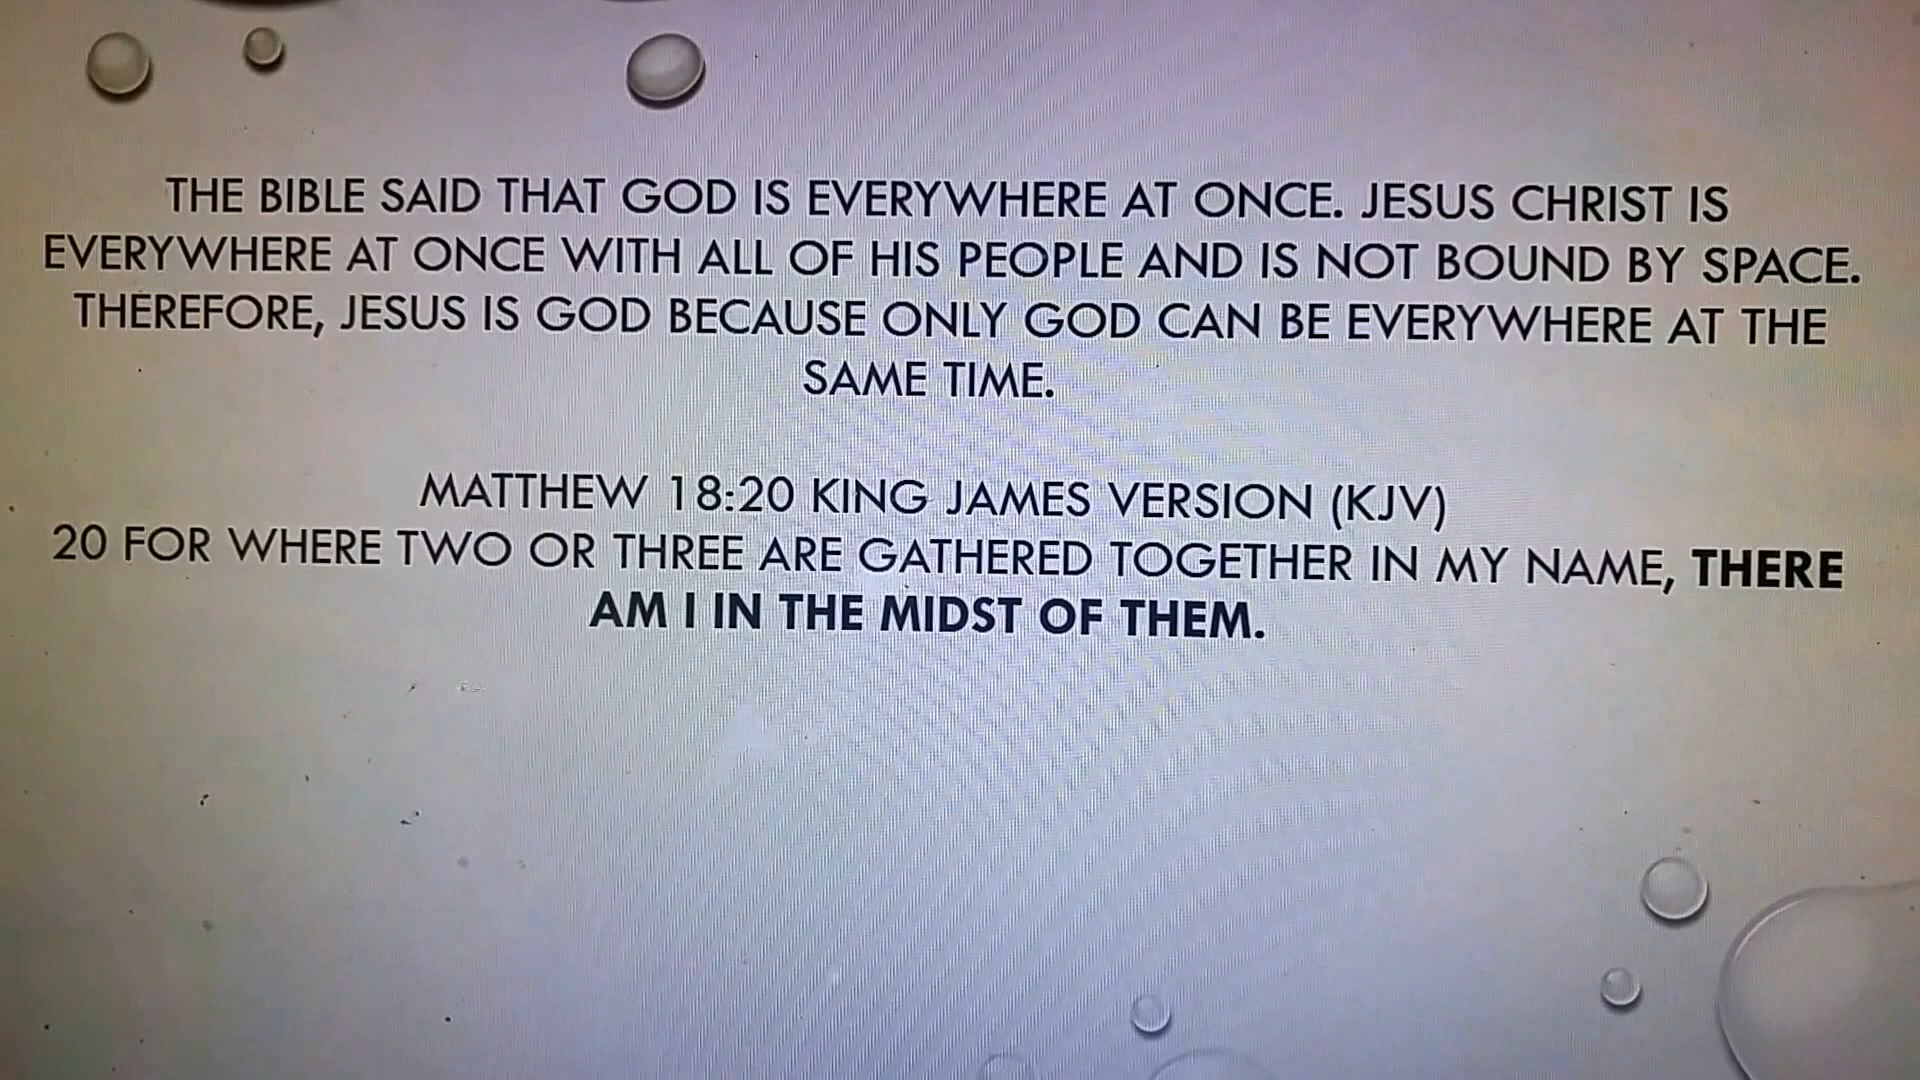 THE BIBLE SAID THAT GOD IS EVERYWHERE AT ONCE. JESUS CHRIST IS
EVERYWHERE AT ONCE WITH ALL OF HIS PEOPLE AND IS NOT BOUND BY SPACE.
THEREFORE, JESUS IS GOD BECAUSE ONLY GOD CAN BE EVERYWHERE AT THE
SAME TIME.
MATTHEW 18:20 KING JAMES VERSION (KJV)
20 FOR WHERE TWO OR THREE ARE GATHERED TOGETHER IN MY NAME, THERE
AM I IN THE MIDST OF THEM.